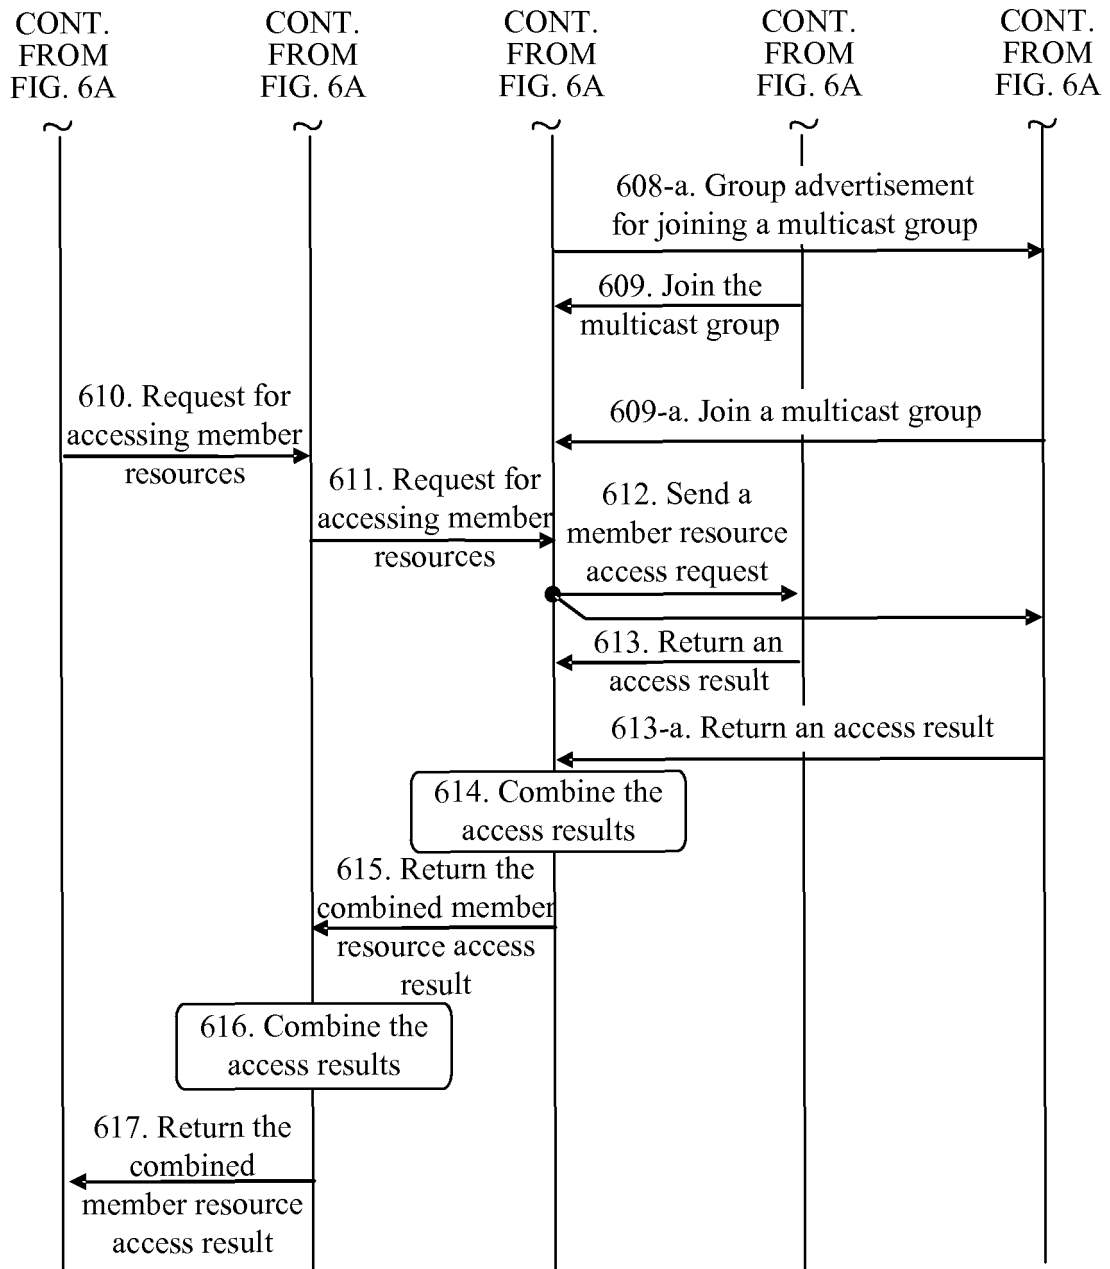 CONT.
FROM
FIG. 6A
CONT.
FROM
FIG. 6A
CONT.
FROM
FIG. 6A
CONT.
FROM
FIG. 6A
CONT.
FROM
FIG. 6A
608-a. Group advertisement
for joining a multicast group
609. Join the
multicast group
610. Request for
accessing member
resources
609-a. Join a multicast group
611. Request for
accessing member
resources
612. Send a
member resource
access request
613. Return an
access result
613-a. Return an access result
614. Combine the
access results
615. Return the
combined member
resource access
result
616. Combine the
access results
617. Return the
combined
member resource
access result